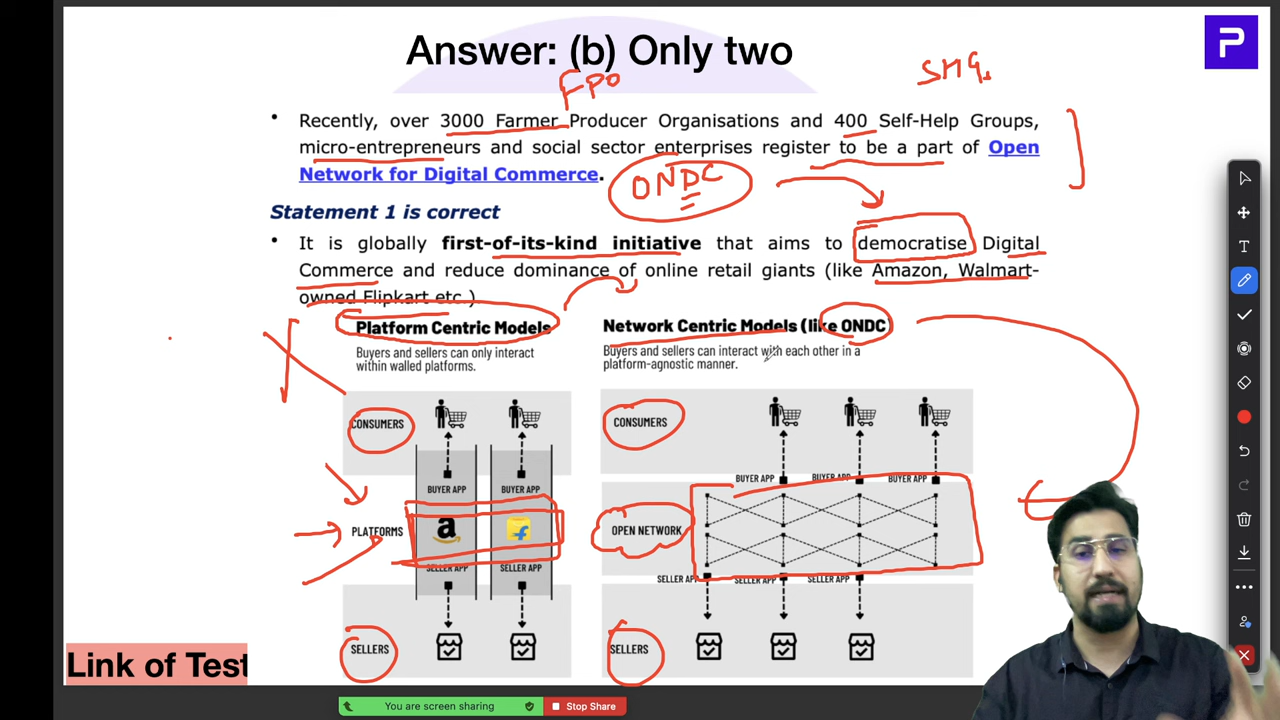 Answer: (b) Only two
P
FPO
SHGs
• Recently, over 3000 Farmer Producer Organisations and 400 Self-Help Groups,
micro-entrepreneurs and social sector enterprises register to be a part of Open
Network for Digital Commerce.
ONDC
Statement 1 is correct
• It is globally first-of-its-kind initiative that aims to democratise Digital
Commerce and reduce dominance of online retail giants (like Amazon, Walmart-
owned Flipkart etc.).
Platform Centric Models
Buyers and sellers can only interact
within walled platforms.
CONSUMERS
BUYER APP BUYER APP
PLATFORMS
a
SELLER APP SELLER APP
SELLERS
Network Centric Models (like ONDC)
Buyers and sellers can interact with each other in a
platform-agnostic manner.
CONSUMERS
BUYER APP BUYER APP BUYER APP
OPEN NETWORK
SELLER APP SELLER APP SELLER APP
SELLERS
Link of Test
You are screen sharing
Stop Share